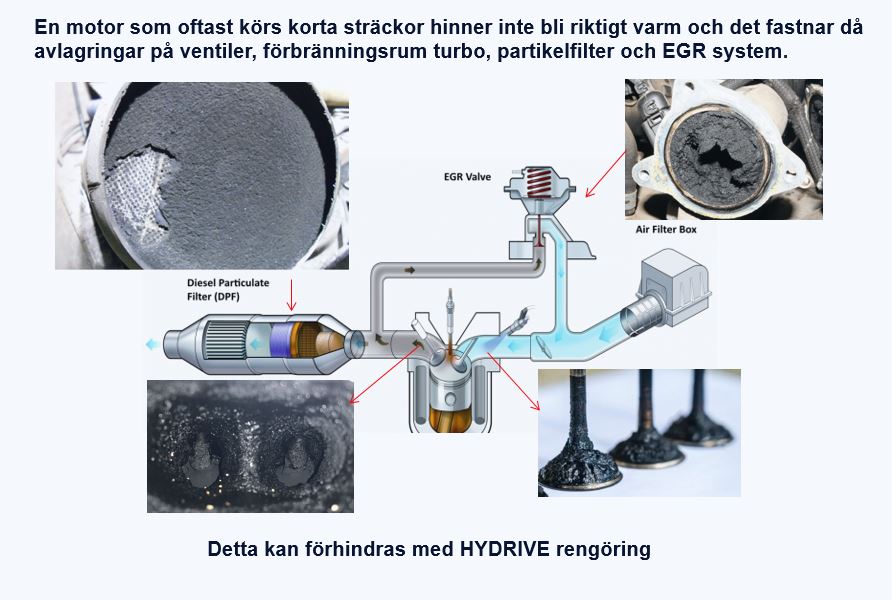 En motor som oftast körs korta sträckor hinner inte bli riktigt varm och det fastnar då
avlagringar på ventiler, förbränningsrum turbo, partikelfilter och EGR system.
EGR Valve
Air Filter Box
Diesel Particulate
Filter (DPF)
Detta kan förhindras med HYDRIVE rengöring